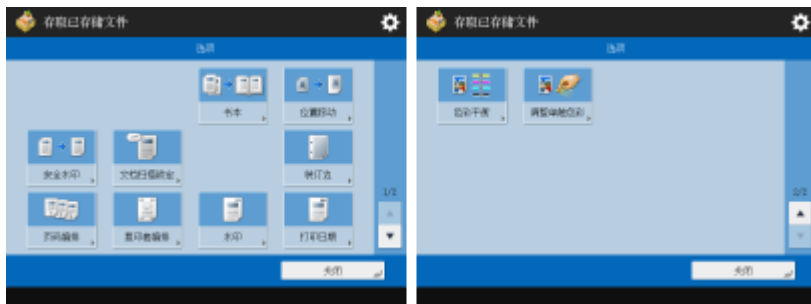 存取已存储文件
选项
书本
位置移动
安全水印
文档扫描锁定
装订边
页码编排
复印套编排
水印
打印日期
1/2
关闭
存取已存储文件
选项
色彩平衡
调整单触色彩
2/2
关闭